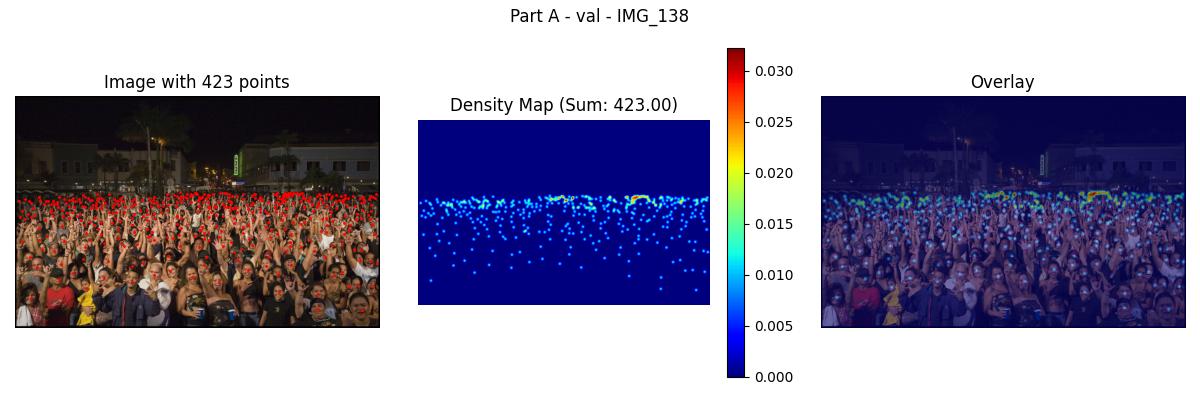 Part A - val - IMG_138
Image with 423 points
Density Map (Sum: 423.00)
Overlay
0.030
0.025
0.020
0.015
0.010
0.005
0.000